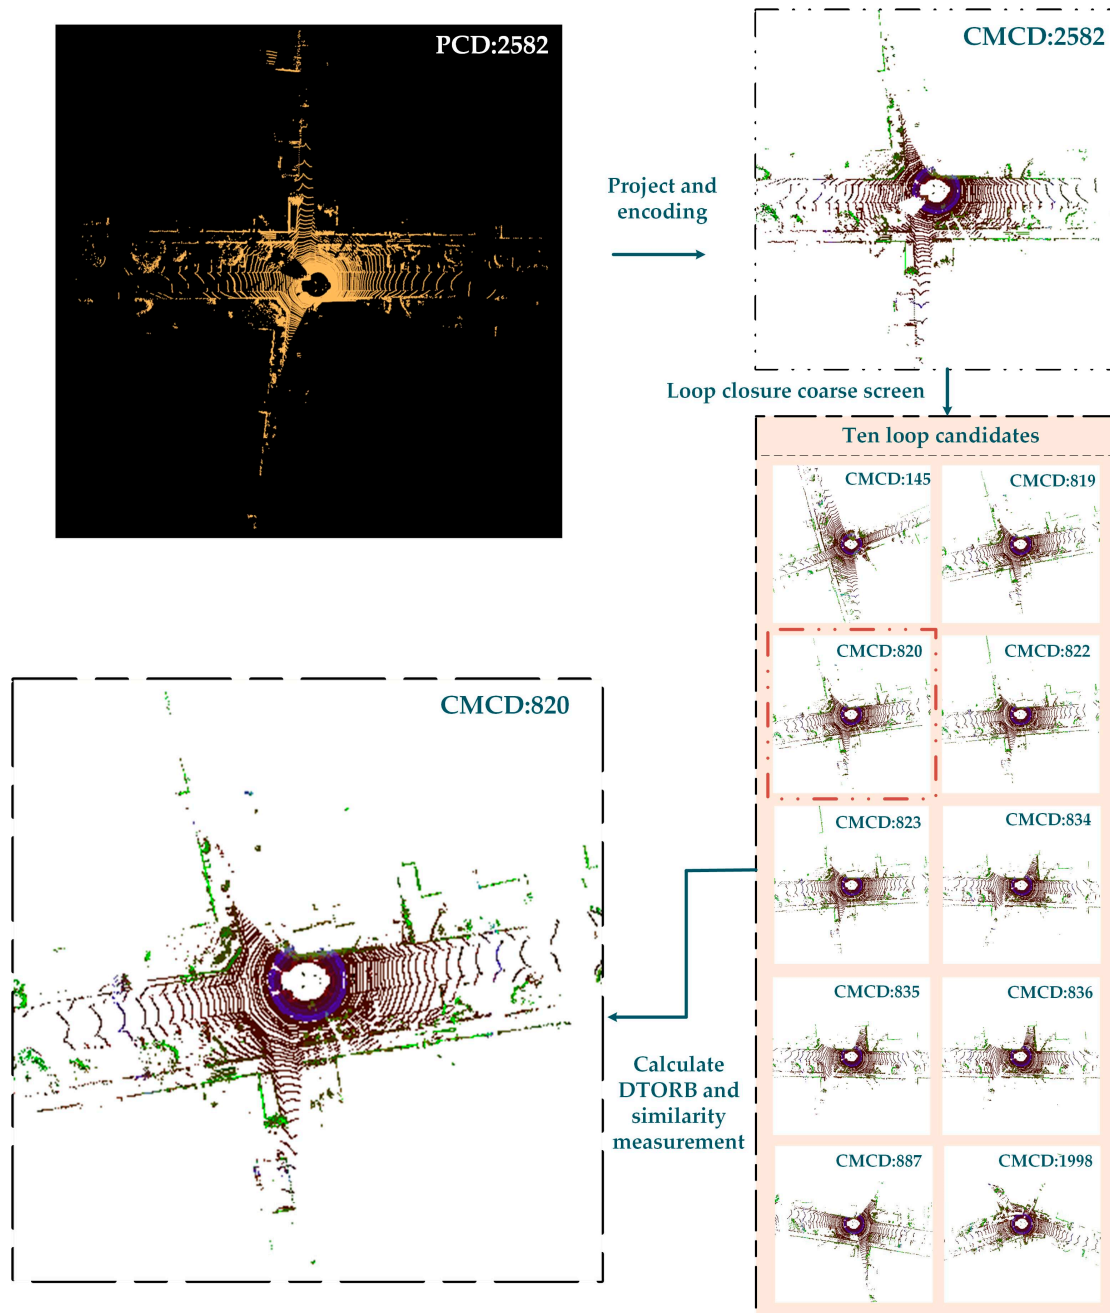 PCD:2582
CMCD:2582
Project and
encoding
Loop closure coarse screen
Ten loop candidates
CMCD:145
CMCD:819
CMCD:820
CMCD:822
CMCD:823
CMCD:834
CMCD:835
CMCD:836
CMCD:887
CMCD:1998
CMCD:820
Calculate
DTORB and
similarity
measurement